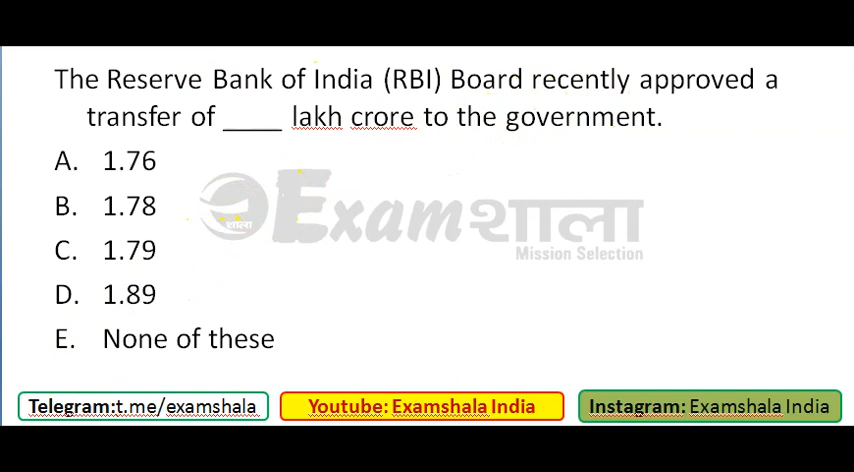 The Reserve Bank of India (RBI) Board recently approved a
transfer of ____ lakh crore to the government.
A. 1.76
B. 1.78
C. 1.79
D. 1.89
E. None of these
शाला
Examशाला
Mission Selection
Telegram:t.me/examshala
Youtube: Examshala India
Instagram: Examshala India